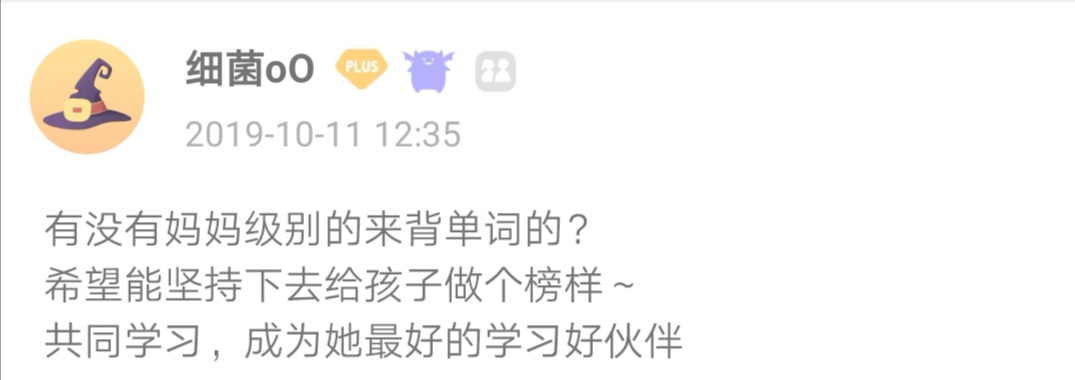 细菌oO PLUS
2019-10-11 12:35
有没有妈妈级别的来背单词的?
希望能坚持下去给孩子做个榜样~
共同学习，成为她最好的学习好伙伴